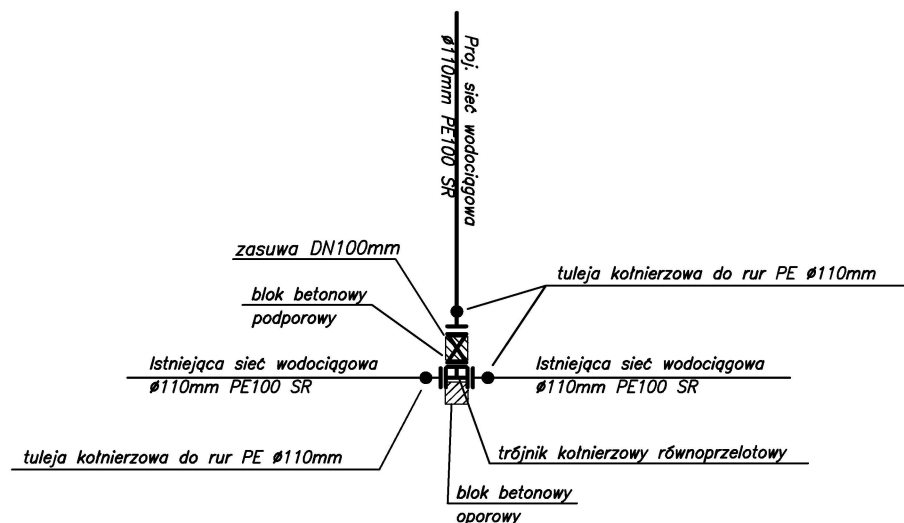 Proj. sieć wodociągowa
ø110mm PE100 SR
zasuwa DN100mm
tuleja kołnierzowa do rur PE ø110mm
blok betonowy
podporowy
Istniejąca sieć wodociągowa
ø110mm PE100 SR
Istniejąca sieć wodociągowa
ø110mm PE100 SR
tuleja kołnierzowa do rur PE ø110mm
trójnik kołnierzowy równoprzelotowy
blok betonowy
oporowy